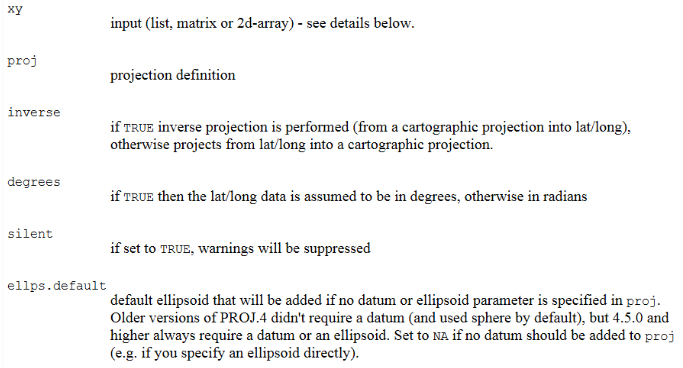 xy
input (list, matrix or 2d-array) - see details below.
proj
projection definition
inverse
if TRUE inverse projection is performed (from a cartographic projection into lat/long),
otherwise projects from lat/long into a cartographic projection.
degrees
if TRUE then the lat/long data is assumed to be in degrees, otherwise in radians
silent
if set to TRUE, warnings will be suppressed
ellps.default
default ellipsoid that will be added if no datum or ellipsoid parameter is specified in proj.
Older versions of PROJ.4 didn't require a datum (and used sphere by default), but 4.5.0 and
higher always require a datum or an ellipsoid. Set to NA if no datum should be added to proj
(e.g. if you specify an ellipsoid directly).